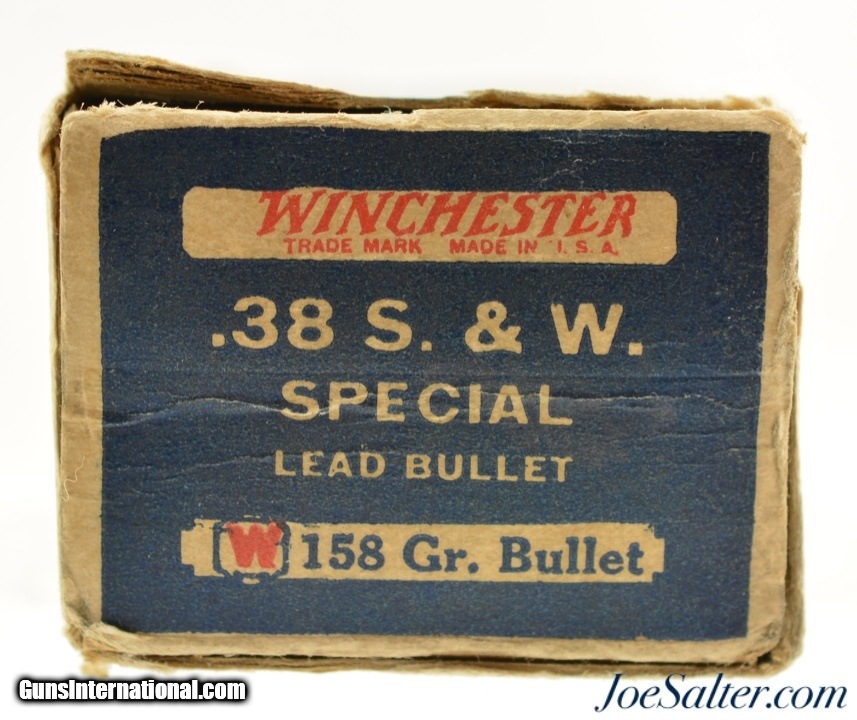 WINCHESTER
TRADE MARK MADE IN U.S.A.
.38 S. & W.
SPECIAL
LEAD BULLET
W 158 Gr. Bullet
GunsInternational.com
JoeSalter.com